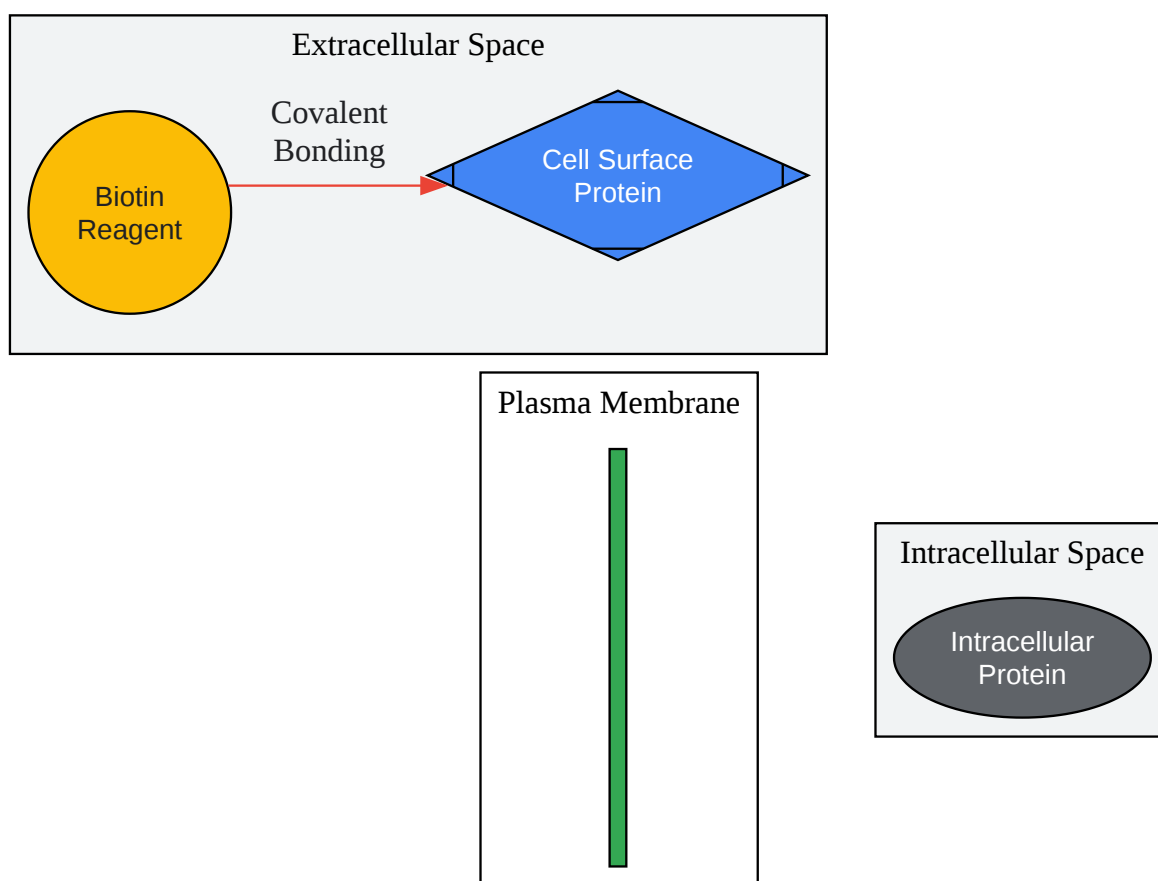 Extracellular Space
Covalent
Bonding
Biotin
Reagent
Cell Surface
Protein
Plasma Membrane
Intracellular Space
Intracellular
Protein